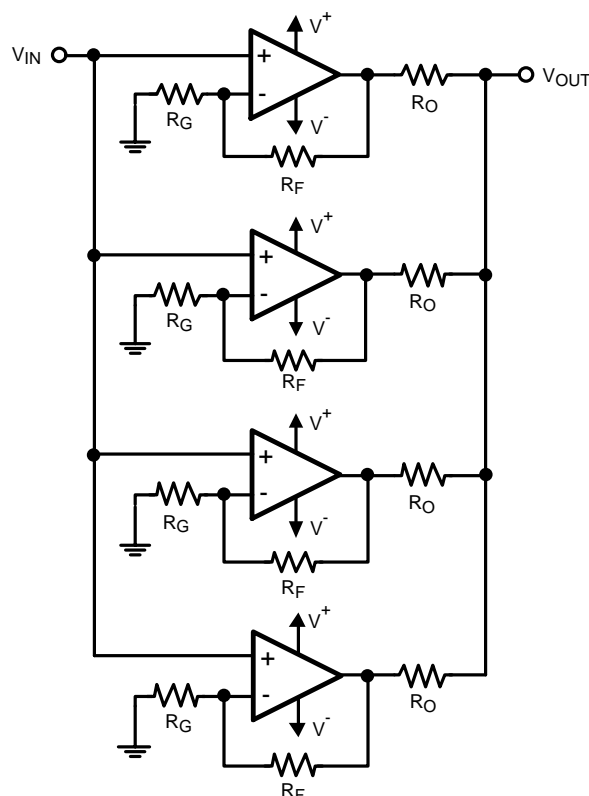 V+
VIN
+
-
VOUT
RO
RG
V-
RF
V+
+
-
RO
RG
V-
RF
V+
+
-
RO
RG
V-
RF
V+
+
-
RO
RG
V-
RF